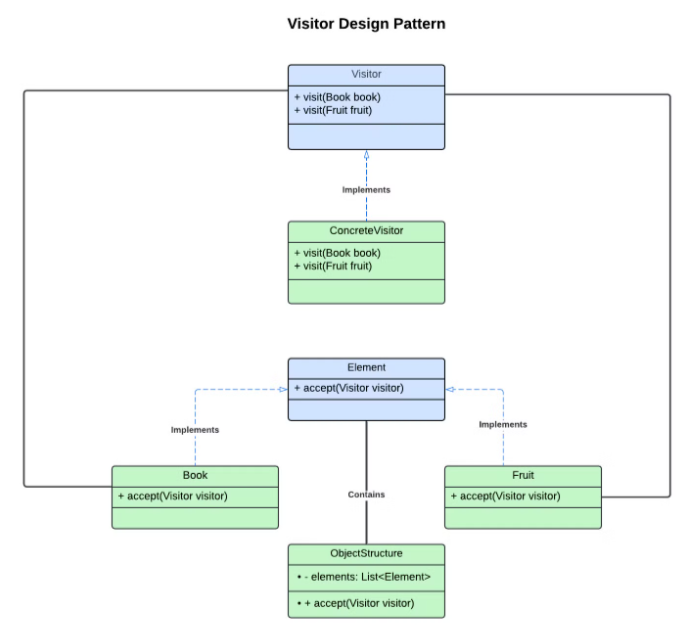 Visitor Design Pattern
Visitor
+ visit(Book book)
+ visit(Fruit fruit)
Implements
ConcreteVisitor
+ visit(Book book)
+ visit(Fruit fruit)
Element
+ accept(Visitor visitor)
Implements
Implements
Book
+ accept(Visitor visitor)
Fruit
+ accept(Visitor visitor)
Contains
ObjectStructure
• - elements: List<Element>
• + accept(Visitor visitor)